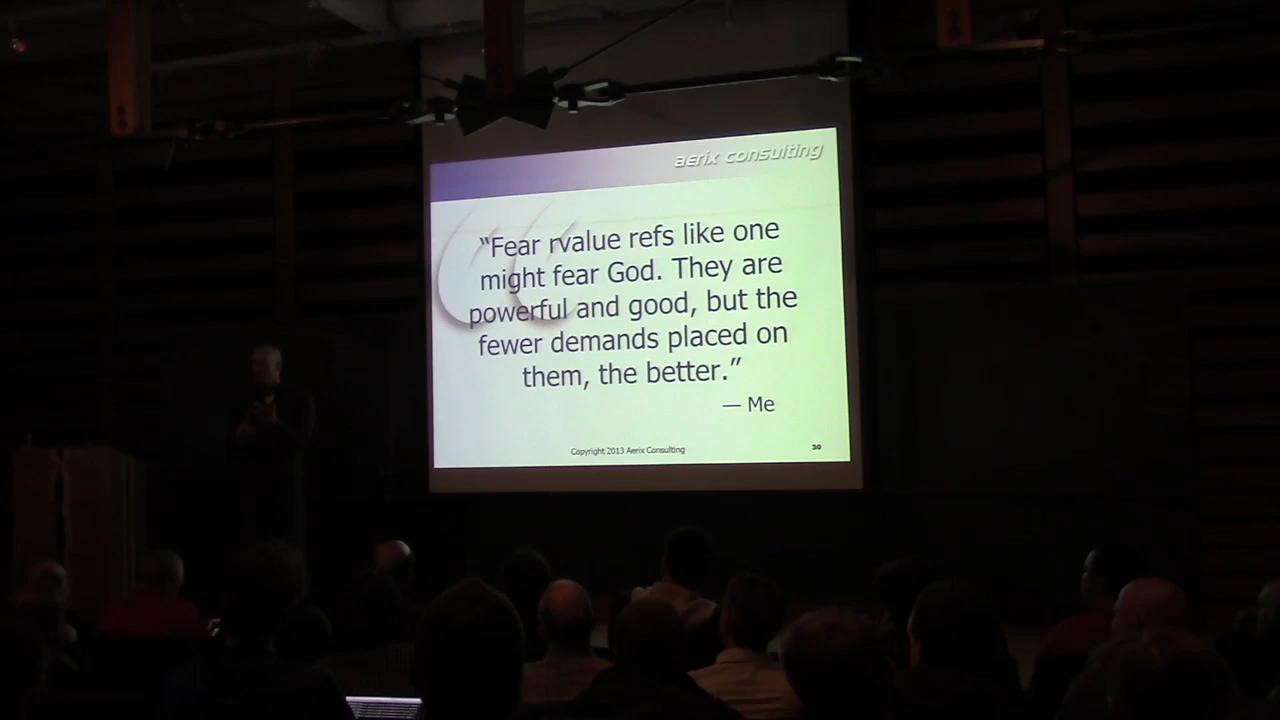 aerix consulting
“Fear rvalue refs like one
might fear God. They are
powerful and good, but the
fewer demands placed on
them, the better.”
— Me
Copyright 2013 Aerix Consulting
30